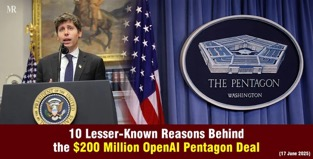 MR
THE PENTAGON
WASHINGTON
10 Lesser-Known Reasons Behind
the $200 Million OpenAI Pentagon Deal
(17 June 2025)